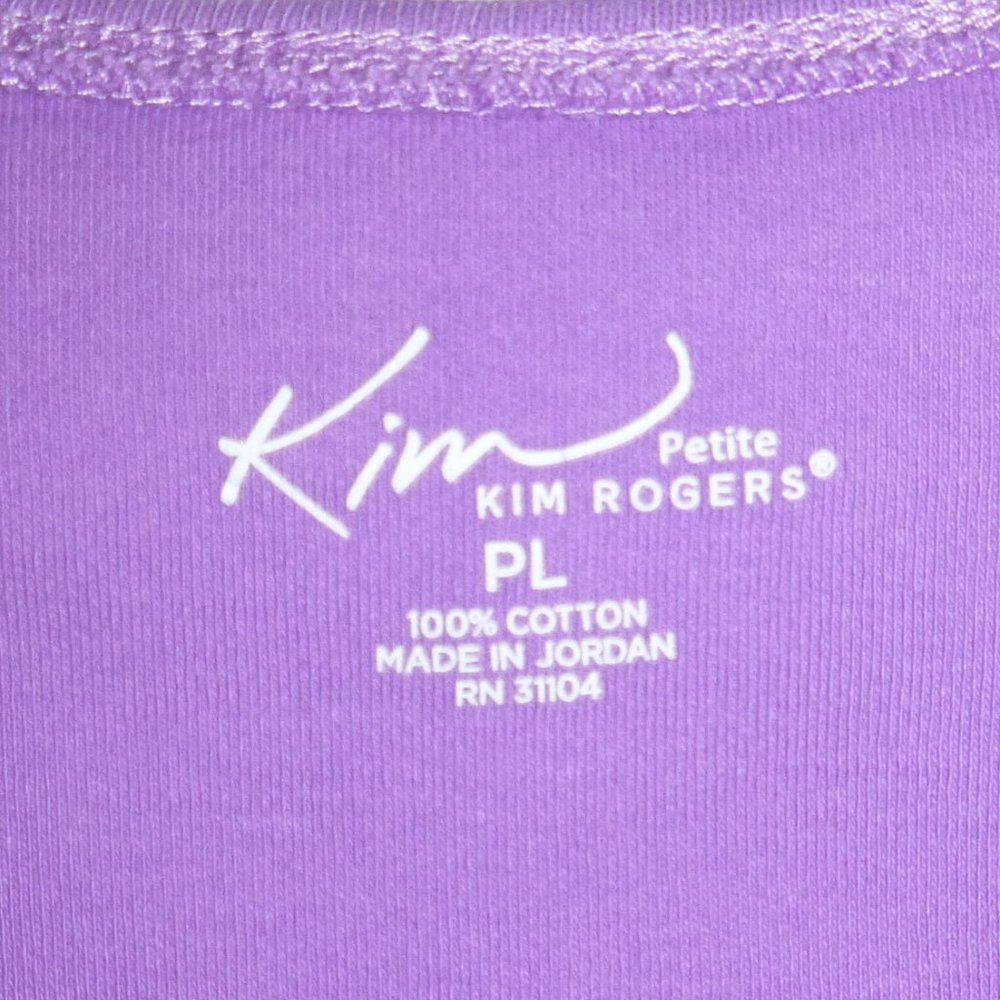 Kim
Petite
KIM ROGERS®
PL
100% COTTON
MADE IN JORDAN
RN 31104